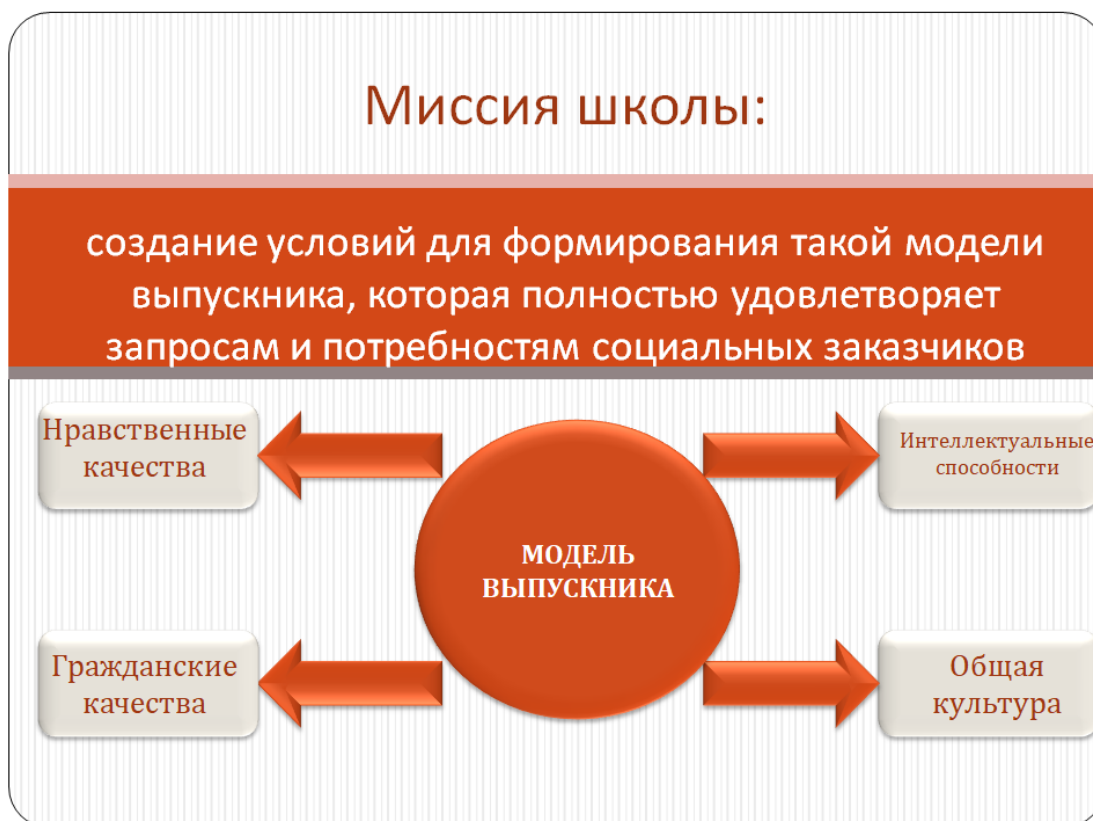 Миссия школы:
создание условий для формирования такой модели
выпускника, которая полностью удовлетворяет
запросам и потребностям социальных заказчиков
Нравственные
качества
Интеллектуальные
способности
МОДЕЛЬ
ВЫПУСКНИКА
Гражданские
качества
Общая
культура